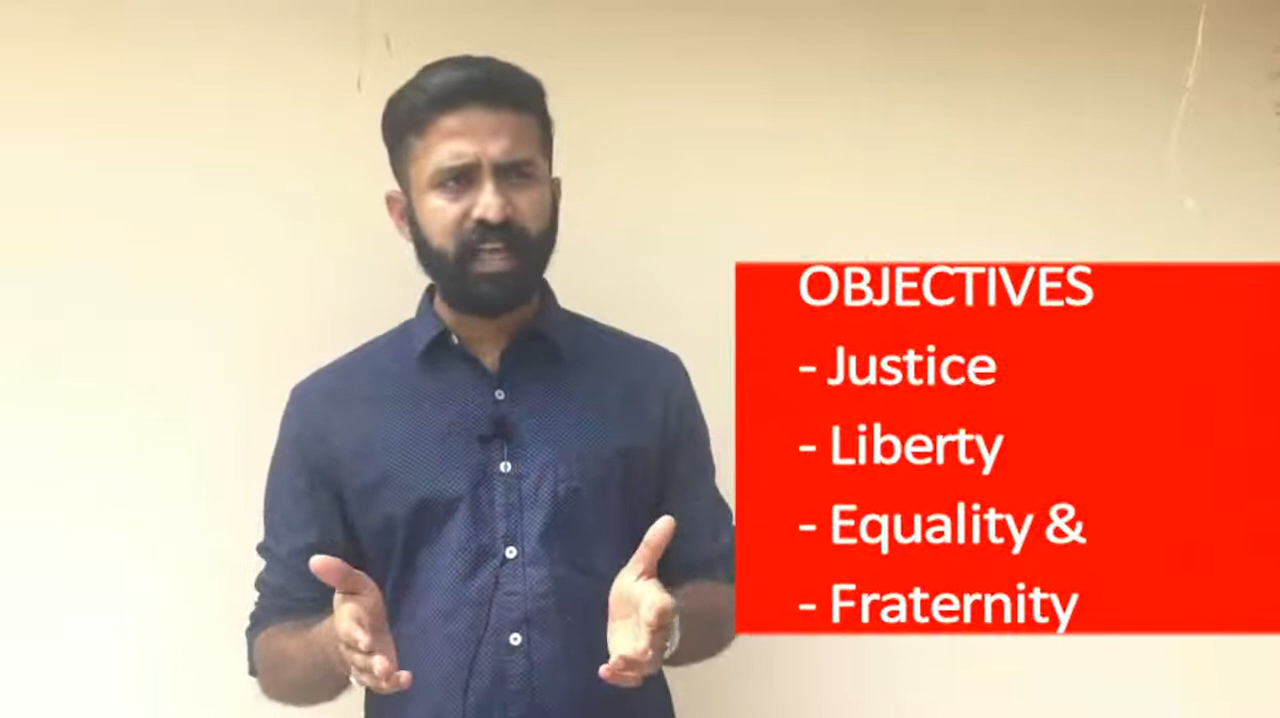 OBJECTIVES
- Justice
- Liberty
- Equality &
- Fraternity